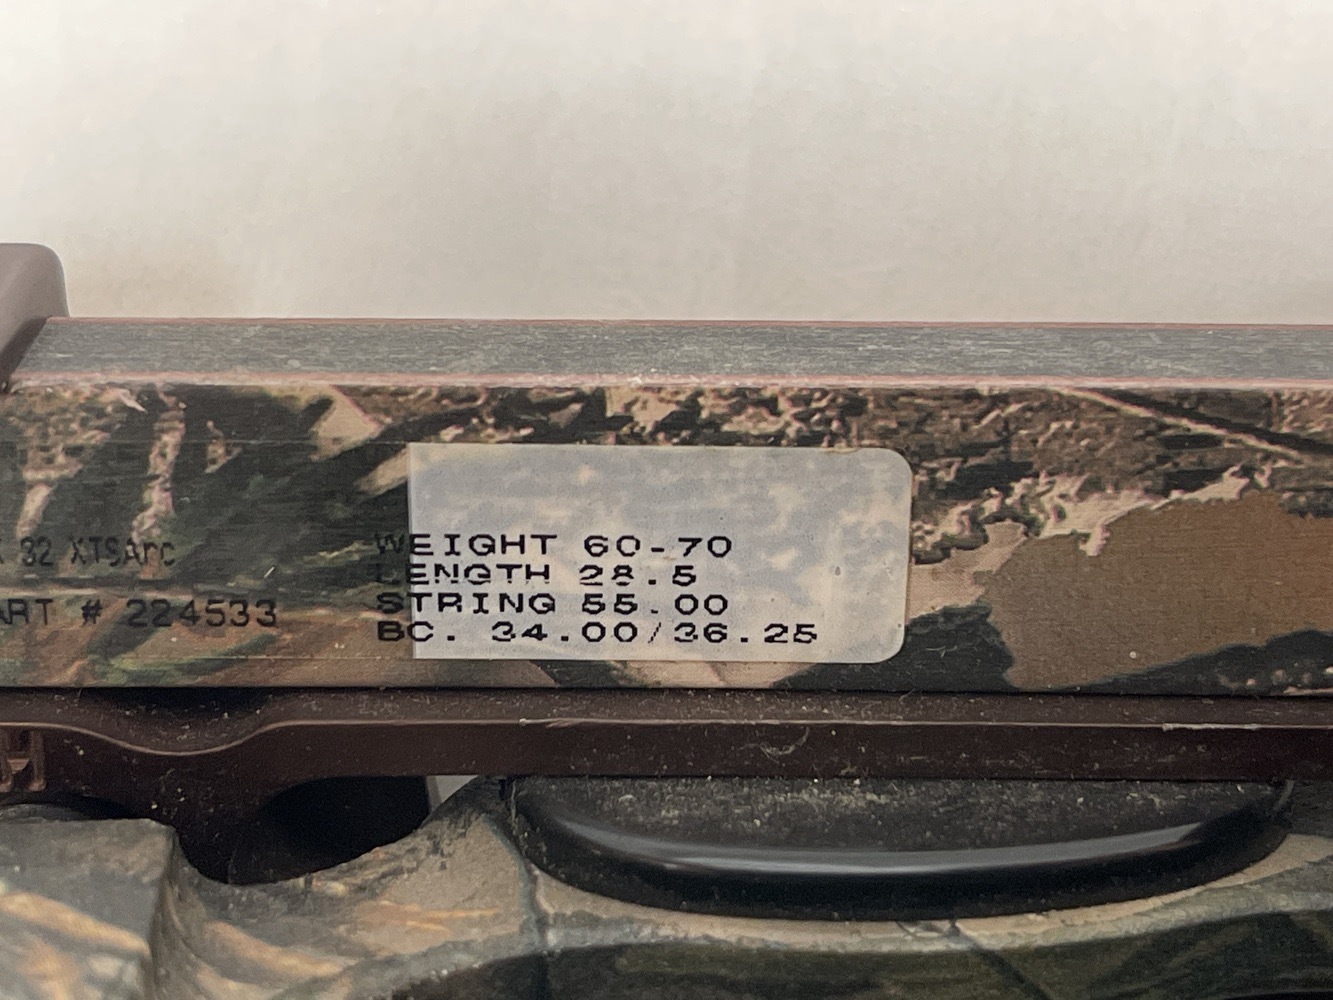 32 XTSArc
ART # 224533
WEIGHT 60-70
LENGTH 28.5
STRING 55.00
BC. 34.00/36.25